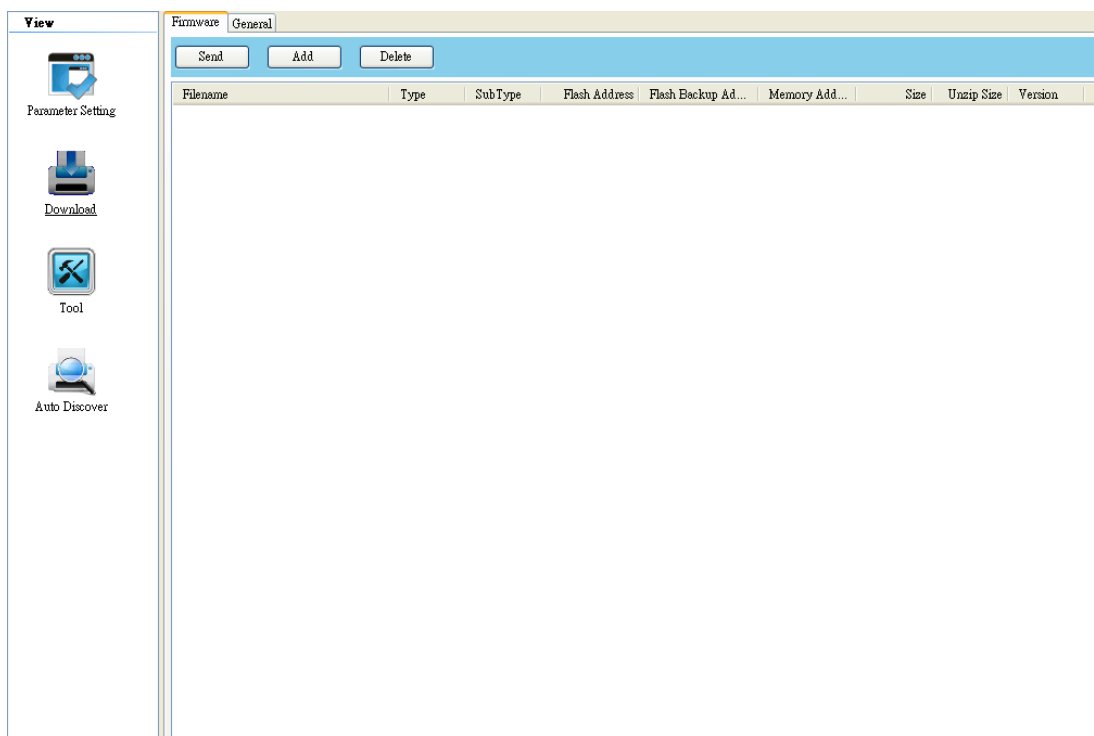 View
Parameter Setting
Download
Tool
Auto Discover
Firmware General
Send Add Delete
Filename Type SubType Flash Address Flash Backup Ad... Memory Add... Size Unzip Size Version